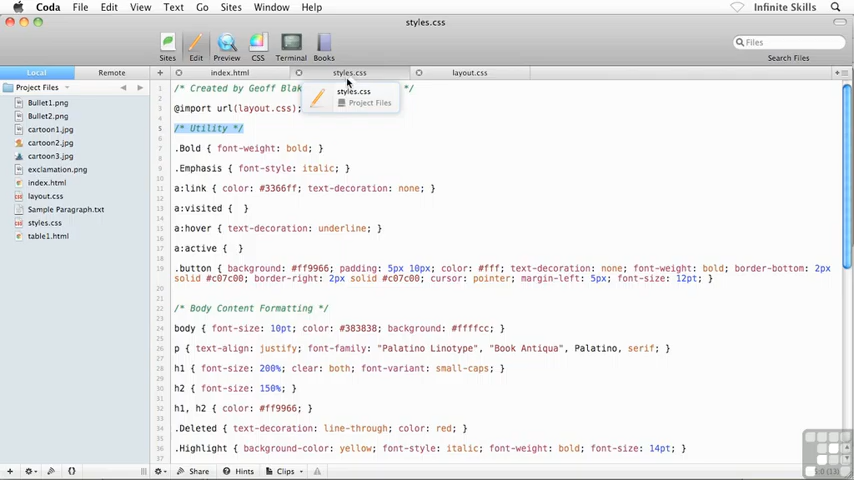 Coda File Edit View Text Go Sites Window Help Infinite Skills
styles.css
Sites Edit Preview CSS Terminal Books
Files
Search Files
Local Remote index.html styles.css layout.css
Project Files
Bullet1.png
Bullet2.png
cartoon1.jpg
cartoon2.jpg
cartoon3.jpg
exclamation.png
index.html
layout.css
Sample Paragraph.txt
styles.css
table1.html
styles.css
Project Files
1 /* Created by Geoff */
3 @import url(layout.css);
5 /* Utility */
7 .Bold { font-weight: bold; }
9 .Emphasis { font-style: italic; }
11 a:link { color: #3366ff; text-decoration: none; }
13 a:visited { }
15 a:hover { text-decoration: underline; }
17 a:active { }
19 .button { background: #ff9966; padding: 5px 10px; color: #fff; text-decoration: none; font-weight: bold; border-bottom: 2px
solid #c07c00; border-right: 2px solid #c07c00; cursor: pointer; margin-left: 5px; font-size: 12pt; }
20
22 /* Body Content Formatting */
24 body { font-size: 10pt; color: #383838; background: #ffffcc; }
26 p { text-align: justify; font-family: "Palatino Linotype", "Book Antiqua", Palatino, serif; }
28 h1 { font-size: 200%; clear: both; font-variant: small-caps; }
30 h2 { font-size: 150%; }
32 h1, h2 { color: #ff9966; }
34 .Deleted { text-decoration: line-through; color: red; }
36 .Highlight { background-color: yellow; font-style: italic; font-weight: bold; font-size: 14pt; }
37
Share Hints Clips